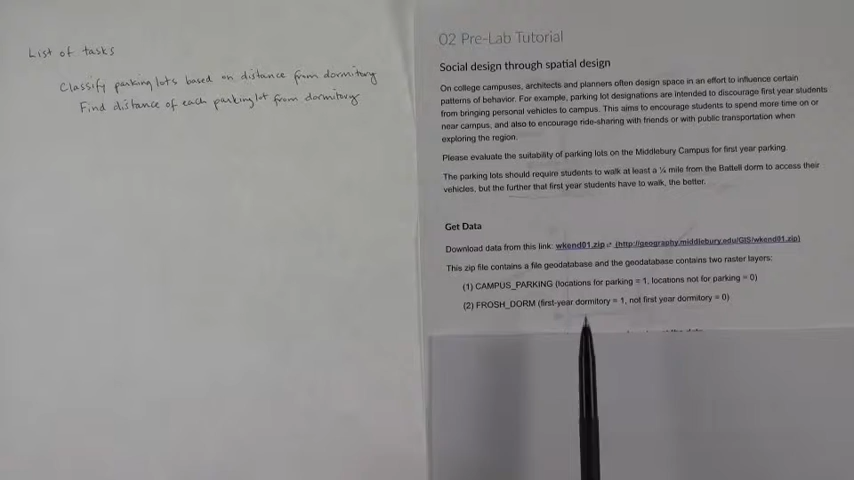 List of tasks
Classify parking lots based on distance from dormitory
Find distance of each parking lot from dormitory
02 Pre-Lab Tutorial
Social design through spatial design
On college campuses, architects and planners often design space in an effort to influence certain
patterns of behavior. For example, parking lot designations are intended to discourage first year students
from bringing personal vehicles to campus. This aims to encourage students to spend more time on or
near campus, and also to encourage ride-sharing with friends or with public transportation when
exploring the region.
Please evaluate the suitability of parking lots on the Middlebury Campus for first year parking.
The parking lots should require students to walk at least a ¼ mile from the Battell dorm to access their
vehicles, but the further that first year students have to walk, the better.
Get Data
Download data from this link: wkend01.zip (http://geography.middlebury.edu/GIS/wkend01.zip)
This zip file contains a file geodatabase and the geodatabase contains two raster layers:
(1) CAMPUS_PARKING (locations for parking = 1, locations not for parking = 0)
(2) FROSH_DORM (first-year dormitory = 1, not first year dormitory = 0)